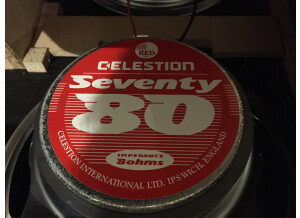 RED
CELESTION
Seventy
80
IMPEDANCE
8ohms
CELESTION INTERNATIONAL LTD. IPSWICH, ENGLAND